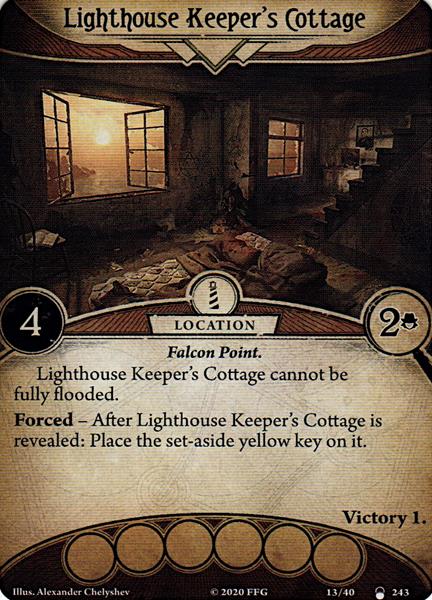 Lighthouse Keeper's Cottage
4
2
LOCATION
Falcon Point.
Lighthouse Keeper's Cottage cannot be
fully flooded.
Forced – After Lighthouse Keeper's Cottage is
revealed: Place the set-aside yellow key on it.
Victory 1.
Illus. Alexander Chelyshev © 2020 FFG 13/40 243